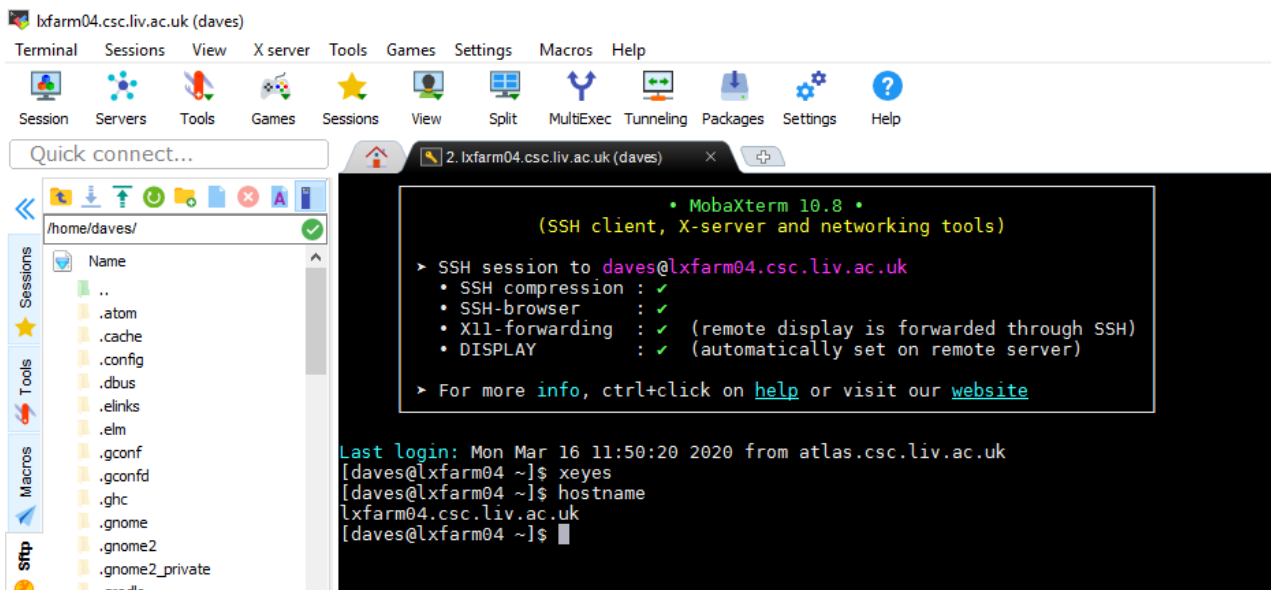 lxfarm04.csc.liv.ac.uk (daves)
Terminal Sessions View X server Tools Games Settings Macros Help
Session Servers Tools Games Sessions View Split MultiExec Tunneling Packages Settings Help
Quick connect...
2. lxfarm04.csc.liv.ac.uk (daves)
/home/daves/
Name
..
.atom
.cache
.config
.dbus
.elinks
.elm
.gconf
.gconfd
.ghc
.gnome
.gnome2
.gnome2_private
Sessions
Tools
Macros
Sftp
• MobaXterm 10.8 •
(SSH client, X-server and networking tools)
➤ SSH session to daves@lxfarm04.csc.liv.ac.uk
• SSH compression : ✔
• SSH-browser : ✔
• X11-forwarding : ✔ (remote display is forwarded through SSH)
• DISPLAY : ✔ (automatically set on remote server)
➤ For more info, ctrl+click on help or visit our website
Last login: Mon Mar 16 11:50:20 2020 from atlas.csc.liv.ac.uk
[daves@lxfarm04 ~]$ xeyes
[daves@lxfarm04 ~]$ hostname
lxfarm04.csc.liv.ac.uk
[daves@lxfarm04 ~]$